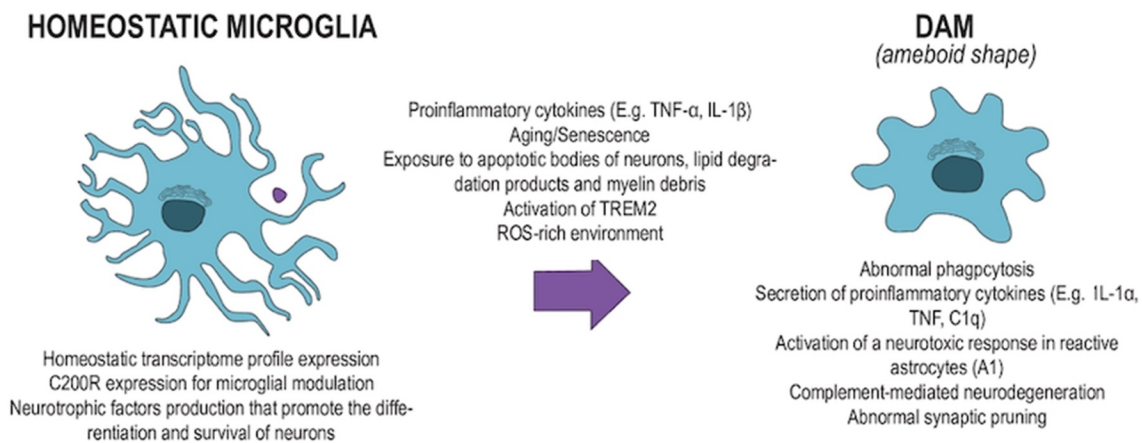 HOMEOSTATIC MICROGLIA
Homeostatic transcriptome profile expression
C200R expression for microglial modulation
Neurotrophic factors production that promote the diffe-
rentiation and survival of neurons
Proinflammatory cytokines (E.g. TNF-α, IL-1β)
Aging/Senescence
Exposure to apoptotic bodies of neurons, lipid degra-
dation products and myelin debris
Activation of TREM2
ROS-rich environment
DAM
(ameboid shape)
Abnormal phagpcytosis
Secretion of proinflammatory cytokines (E.g. IL-1α,
TNF, C1q)
Activation of a neurotoxic response in reactive
astrocytes (A1)
Complement-mediated neurodegeneration
Abnormal synaptic pruning